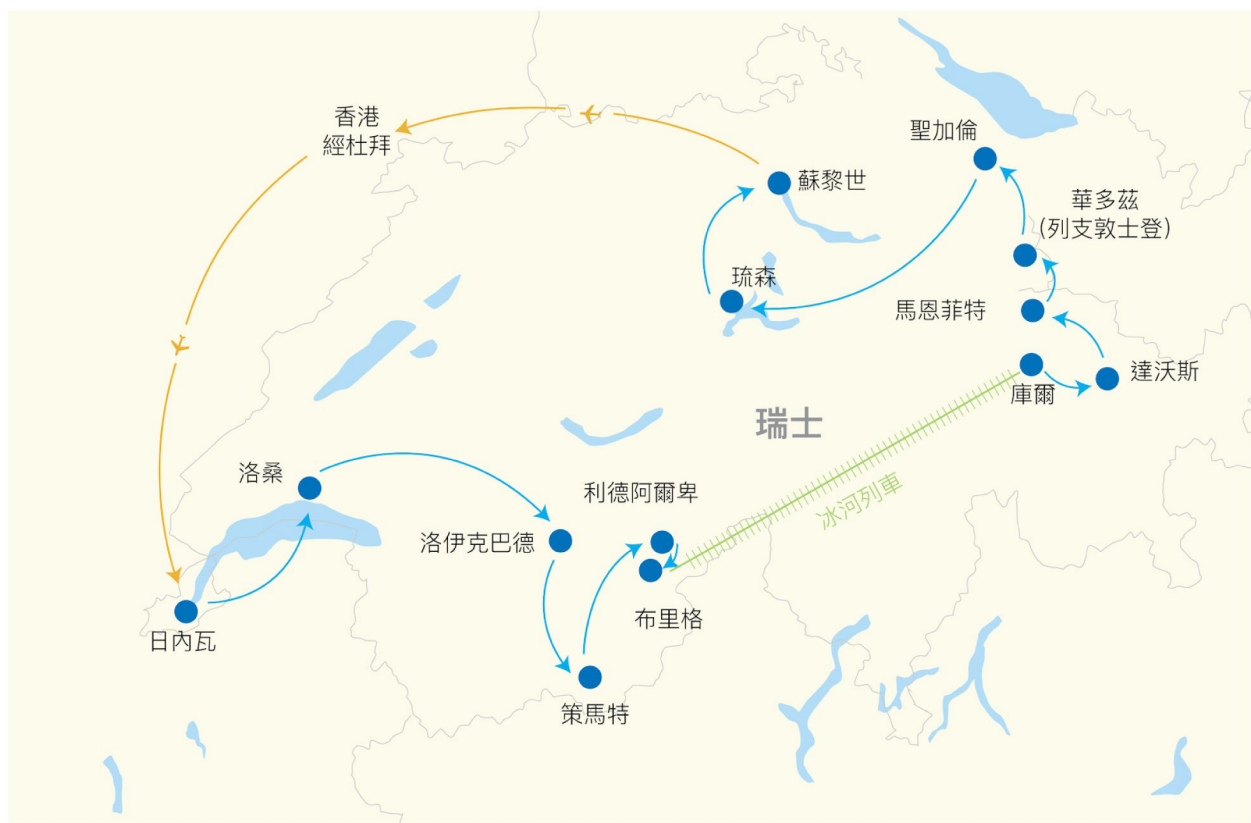 香港
經杜拜
聖加倫
蘇黎世
華多茲
(列支敦士登)
琉森
馬恩菲特
達沃斯
庫爾
瑞士
冰河列車
洛桑
利德阿爾卑
洛伊克巴德
布里格
日內瓦
策馬特